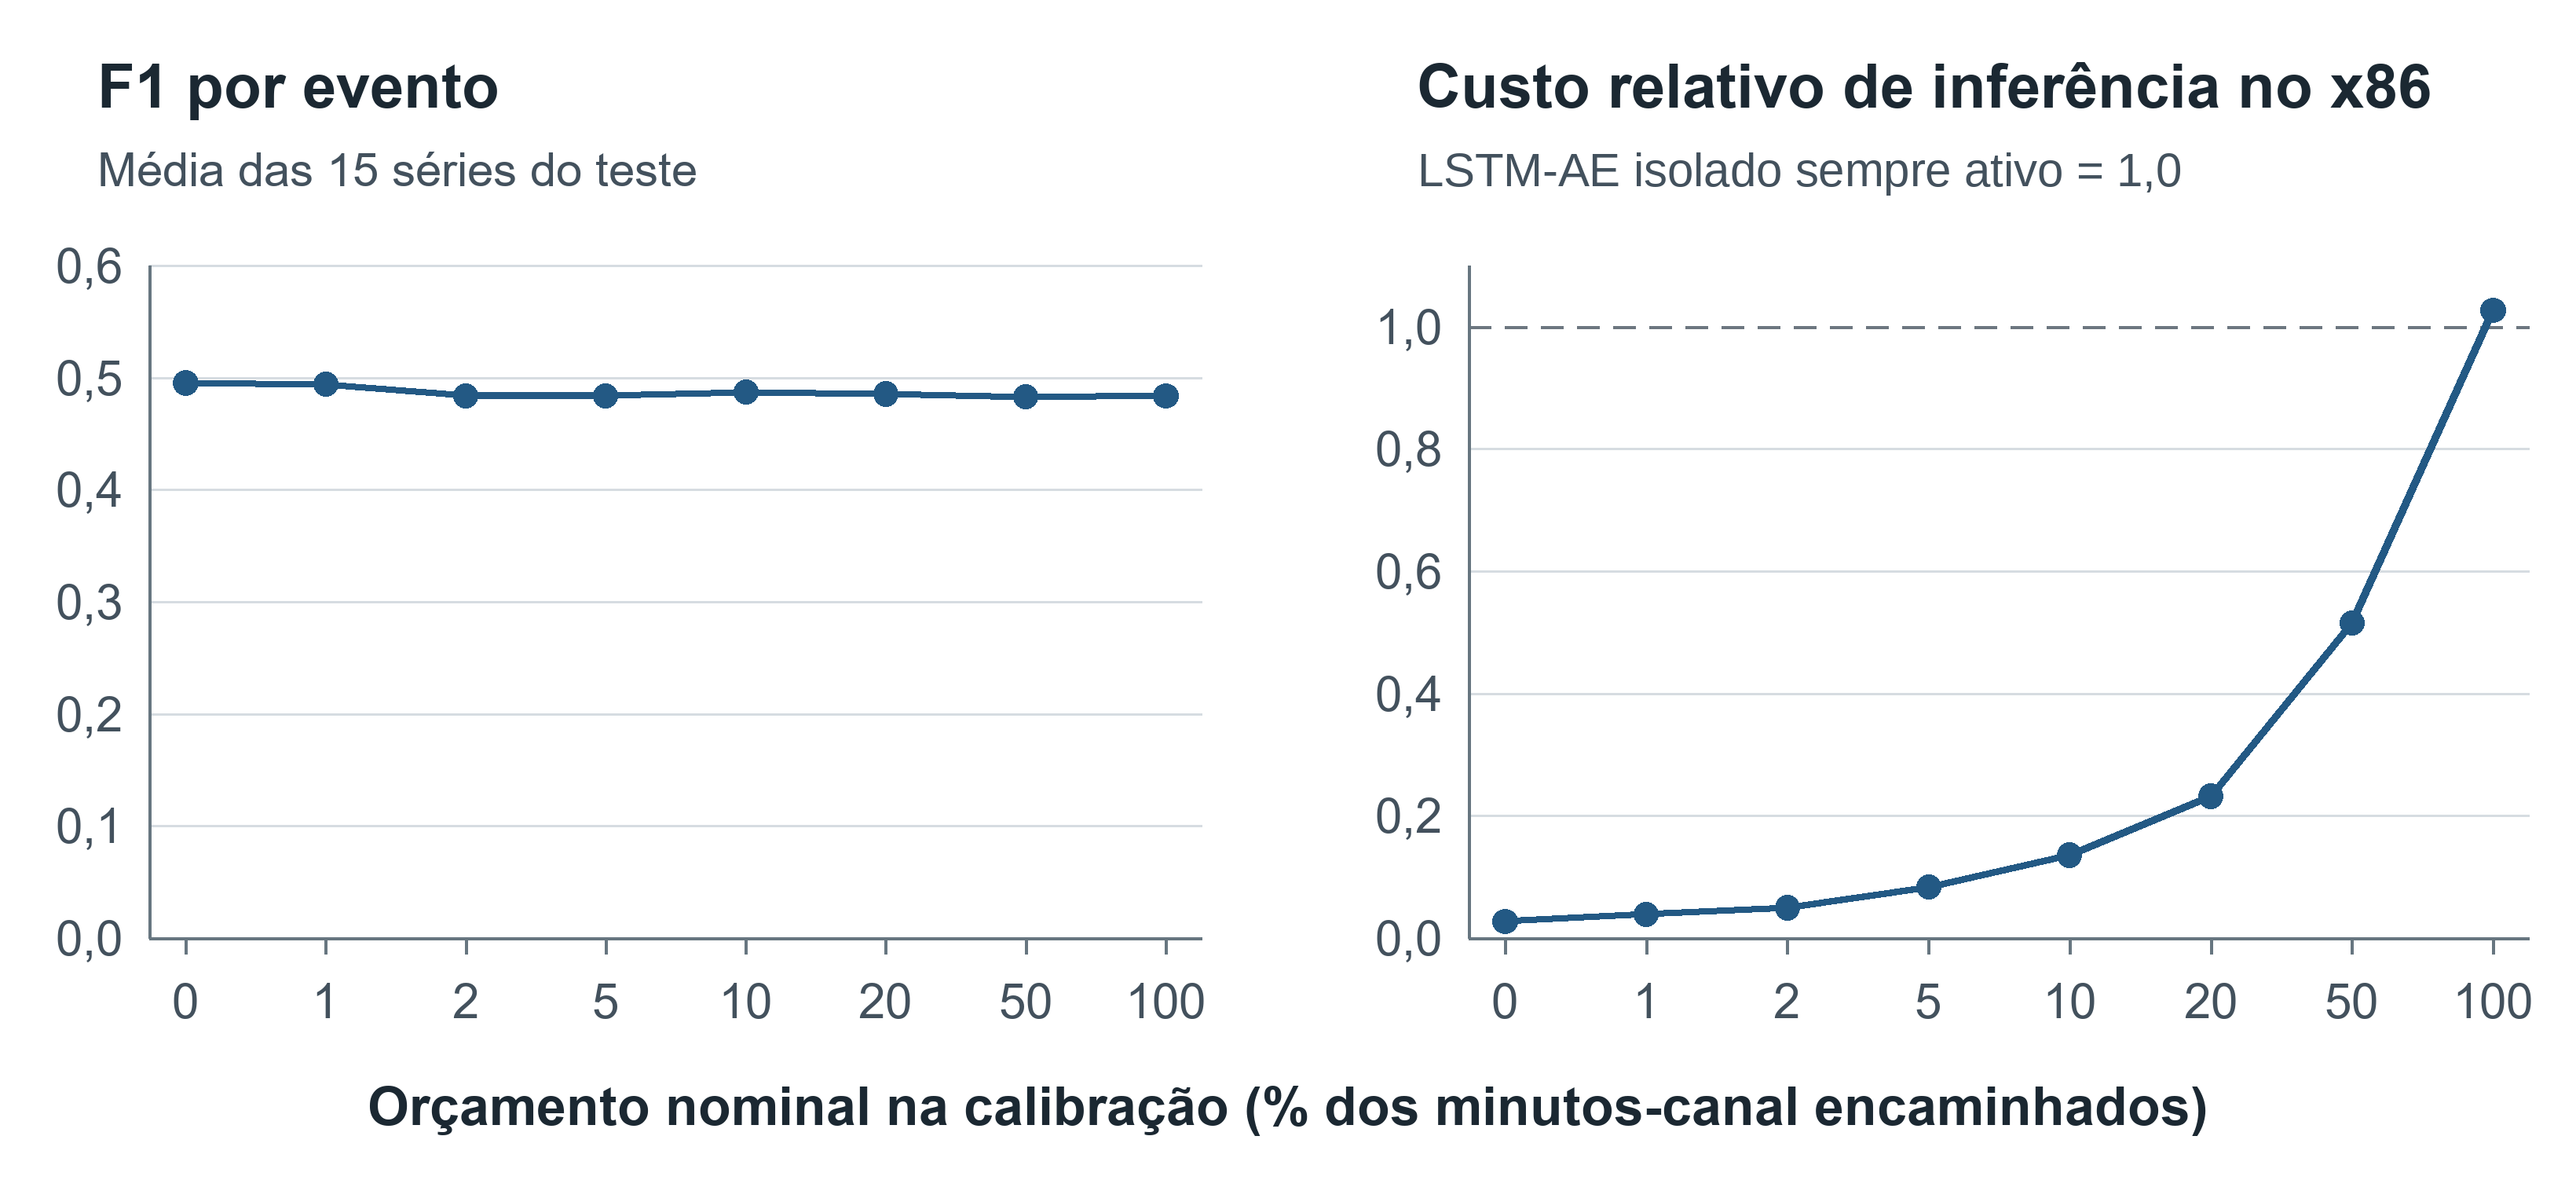 F1 por evento
Média das 15 séries do teste
0,6
0,5
0,4
0,3
0,2
0,1
0,0
0 1 2 5 10 20 50 100
Custo relativo de inferência no x86
LSTM-AE isolado sempre ativo = 1,0
1,0
0,8
0,6
0,4
0,2
0,0
0 1 2 5 10 20 50 100
Orçamento nominal na calibração (% dos minutos-canal encaminhados)